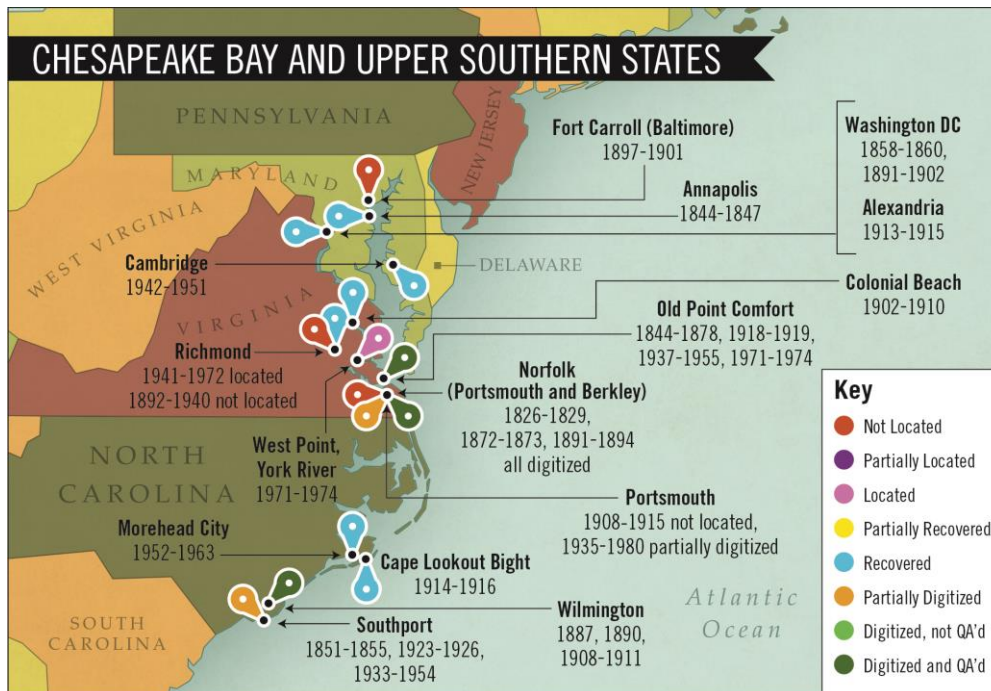 CHESAPEAKE BAY AND UPPER SOUTHERN STATES
PENNSYLVANIA
NEW JERSEY
MARYLAND
WEST VIRGINIA
DELAWARE
VIRGINIA
NORTH
CAROLINA
SOUTH
CAROLINA
Atlantic
Ocean
Fort Carroll (Baltimore)
1897-1901
Washington DC
1858-1860,
1891-1902
Alexandria
1913-1915
Annapolis
1844-1847
Cambridge
1942-1951
Colonial Beach
1902-1910
Old Point Comfort
1844-1878, 1918-1919,
1937-1955, 1971-1974
Richmond
1941-1972 located
1892-1940 not located
Norfolk
(Portsmouth and Berkley)
1826-1829,
1872-1873, 1891-1894
all digitized
West Point,
York River
1971-1974
Portsmouth
1908-1915 not located,
1935-1980 partially digitized
Morehead City
1952-1963
Cape Lookout Bight
1914-1916
Wilmington
1887, 1890,
1908-1911
Southport
1851-1855, 1923-1926,
1933-1954
Key
Not Located
Partially Located
Located
Partially Recovered
Recovered
Partially Digitized
Digitized, not QA'd
Digitized and QA'd